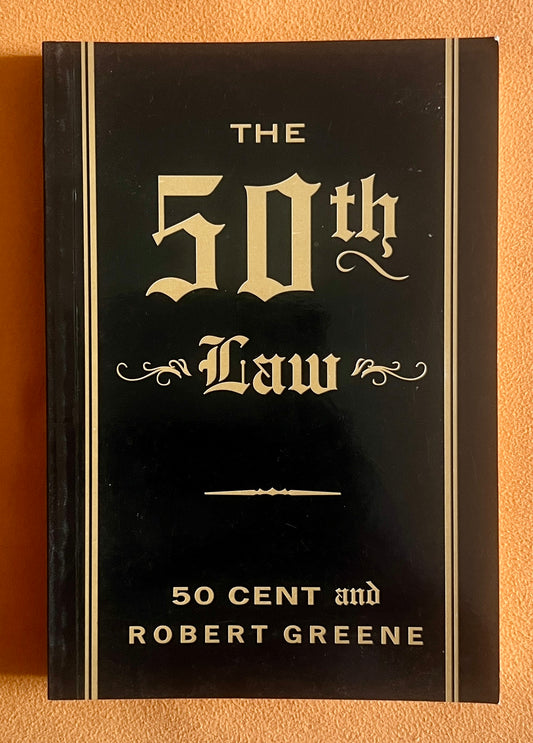 THE
50th
Law
50 CENT and
ROBERT GREENE